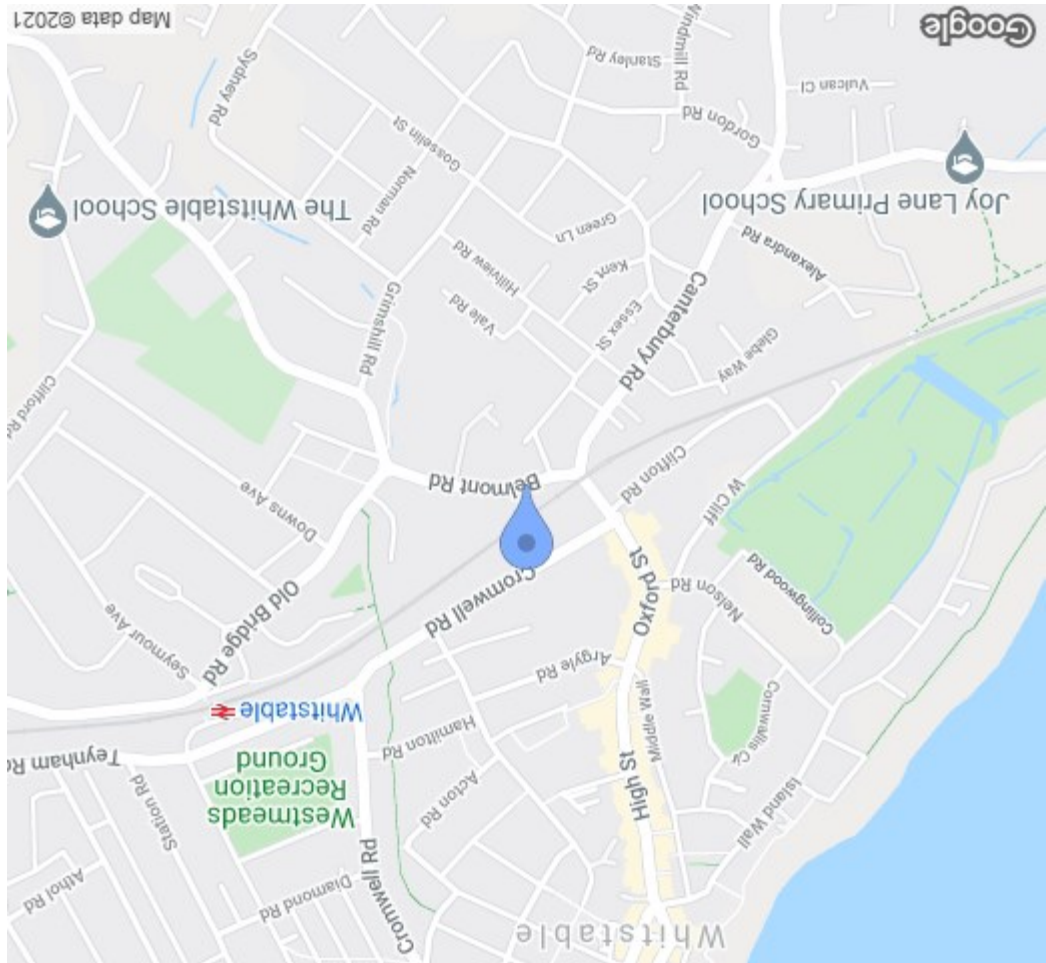 Whitstable
Cromwell Rd
Diamond Rd
Athol Rd
Island Wall
High St
Acton Rd
Station Rd
Westmeads
Recreation
Ground
Cornwallis Cir
Middle Wall
Hamilton Rd
Teynham Rd
Whitstable
Argyle Rd
Seymour Ave
Collingwood Rd
Nelson Rd
Oxford St
Cromwell Rd
Old Bridge Rd
W Cliff
Clifton Rd
Belmont Rd
Downs Ave
Clifford Rd
Glebe Way
Canterbury Rd
Essex St
Vale Rd
Grimshill Rd
Kent St
Hillview Rd
Alexandra Rd
Green Ln
Joy Lane Primary School
Norman Rd
The Whitstable School
Gordon Rd
Gosselin St
Vulcan Cl
Windmill Rd
Stanley Rd
Sydney Rd
Google
Map data ©2021